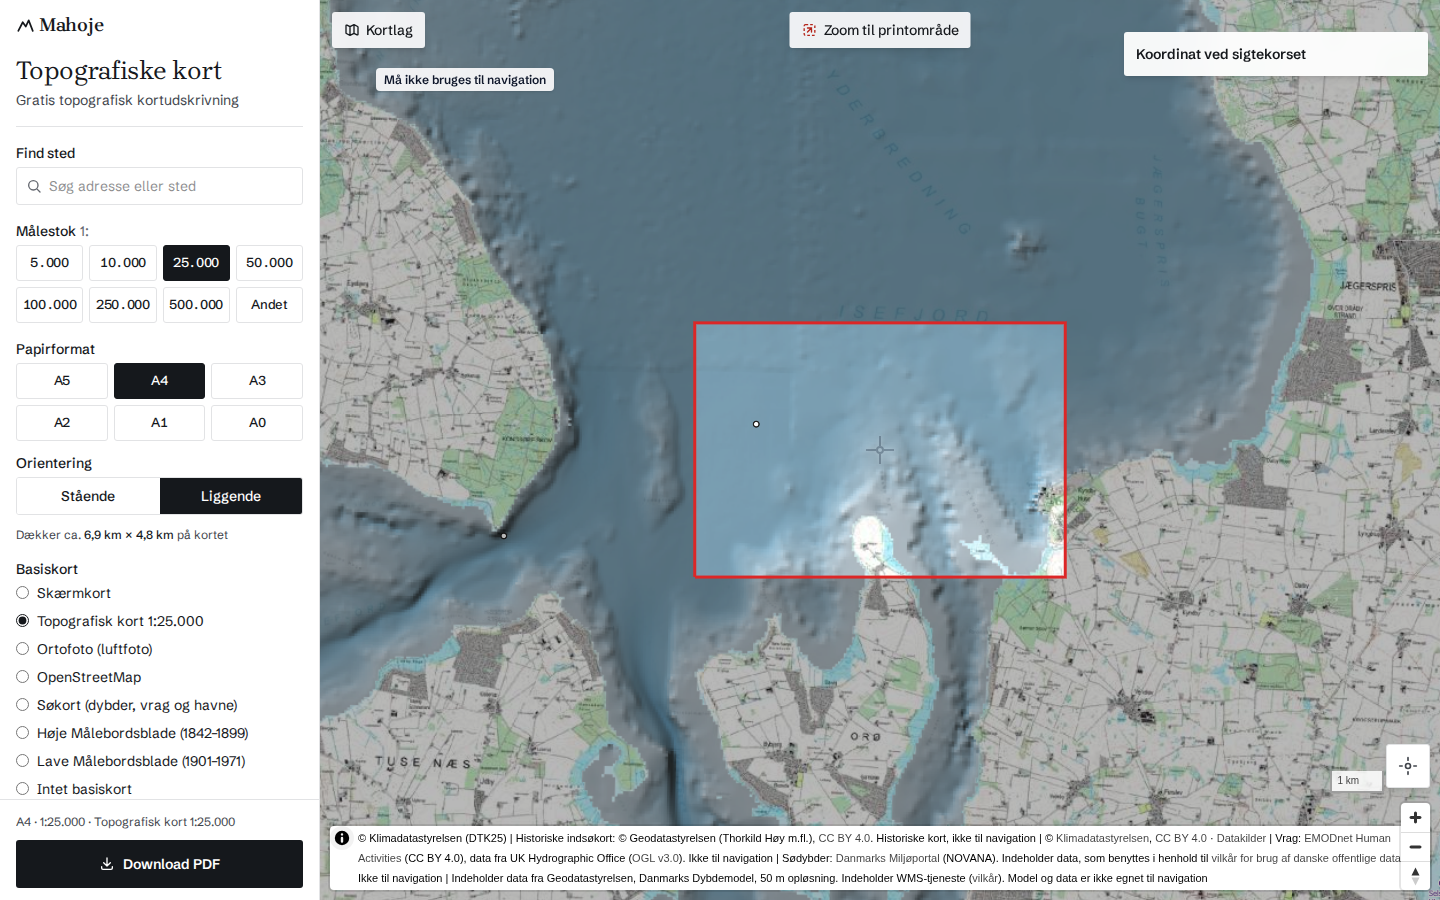 Mahoje
Topografiske kort
Gratis topografisk kortudskrivning
Find sted
Søg adresse eller sted
Målestok 1:
5.000
10.000
25.000
50.000
100.000
250.000
500.000
Andet
Papirformat
A5
A4
A3
A2
A1
A0
Orientering
Stående
Liggende
Dækker ca. 6,9 km × 4,8 km på kortet
Basiskort
Skærmkort
Topografisk kort 1:25.000
Ortofoto (luftfoto)
OpenStreetMap
Søkort (dybder, vrag og havne)
Høje Målebordsblade (1842–1899)
Lave Målebordsblade (1901–1971)
Intet basiskort
A4 · 1:25.000 · Topografisk kort 1:25.000
Download PDF
Kortlag
Må ikke bruges til navigation
Zoom til printområde
Koordinat ved sigtekorset
YDERBREDNING
JÆGERSPRIS
BUGT
ISEFJORD
JÆGERSPRIS
ORØ
TUSE NÆS
1 km
© Klimadatastyrelsen (DTK25) | Historiske indsøkort: © Geodatastyrelsen (Thorkild Høy m.fl.), CC BY 4.0. Historiske kort, ikke til navigation | © Klimadatastyrelsen, CC BY 4.0 · Datakilder | Vrag: EMODnet Human
Activities (CC BY 4.0), data fra UK Hydrographic Office (OGL v3.0). Ikke til navigation | Sødybder: Danmarks Miljøportal (NOVANA). Indeholder data, som benyttes i henhold til vilkår for brug af danske offentlige data
Ikke til navigation | Indeholder data fra Geodatastyrelsen, Danmarks Dybdemodel, 50 m opløsning. Indeholder WMS-tjeneste (vilkår). Model og data er ikke egnet til navigation